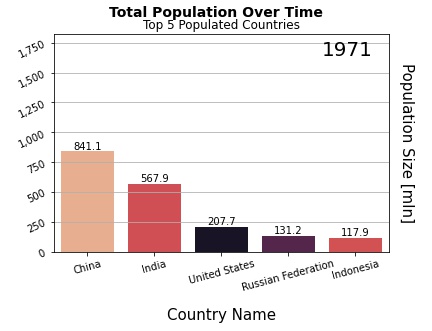 Total Population Over Time
Top 5 Populated Countries
1971
1,750
1,500
1,250
1,000
750
500
250
0
841.1
567.9
207.7
131.2
117.9
China
India
United States
Russian Federation
Indonesia
Country Name
Population Size [mln]